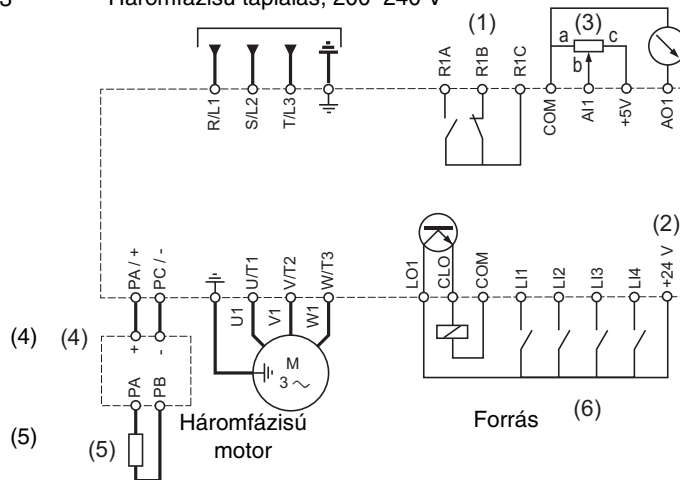 Háromfázisú táplálás, 200 240 V
(1)
(3)
a
c
b
R/L1
S/L2
T/L3
R1A
R1B
R1C
COM
AI1
+5V
AO1
(2)
PA / +
PC / -
U/T1
V/T2
W/T3
LO1
CLO
COM
LI1
LI2
LI3
LI4
+24 V
U1
V1
W1
(4)
(4)
+
-
M
3 ~
PA
PB
(5)
(5)
Háromfázisú
motor
Forrás
(6)